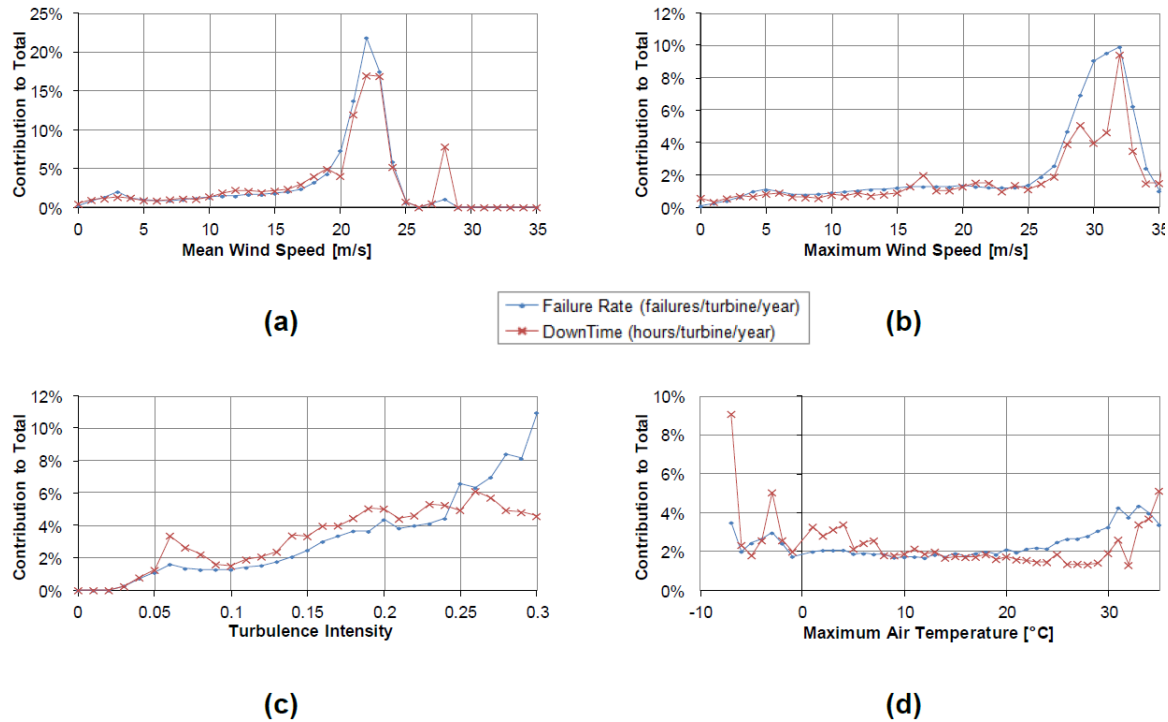 25%
20%
15%
10%
5%
0%
Contribution to Total
0 5 10 15 20 25 30 35
Mean Wind Speed [m/s]
(a)
12%
10%
8%
6%
4%
2%
0%
Contribution to Total
0 5 10 15 20 25 30 35
Maximum Wind Speed [m/s]
(b)
Failure Rate (failures/turbine/year)
DownTime (hours/turbine/year)
12%
10%
8%
6%
4%
2%
0%
Contribution to Total
0 0.05 0.1 0.15 0.2 0.25 0.3
Turbulence Intensity
(c)
10%
8%
6%
4%
2%
0%
Contribution to Total
-10 0 10 20 30
Maximum Air Temperature [°C]
(d)